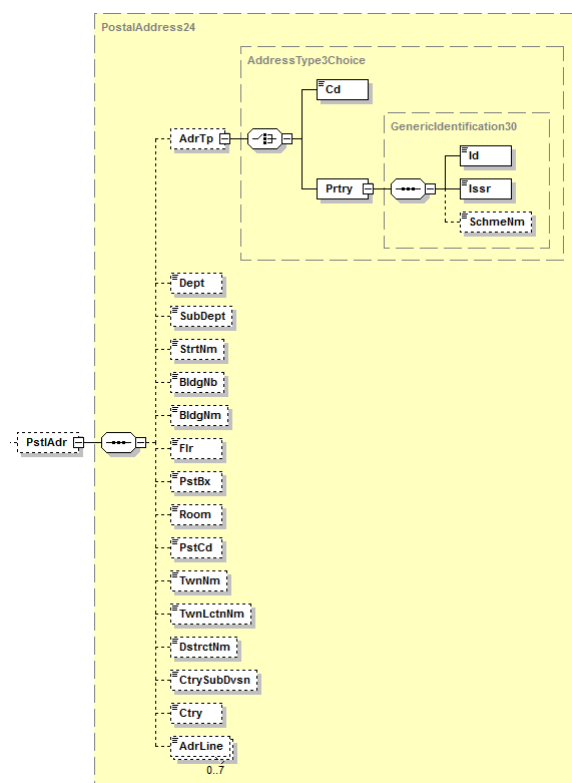 PostalAddress24
AddressType3Choice
Cd
GenericIdentification30
AdrTp
Id
Prtry
Issr
SchmeNm
Dept
SubDept
StrtNm
BldgNb
BldgNm
PstlAdr
Flr
PstBx
Room
PstCd
TwnNm
TwnLctnNm
DstrctNm
CtrySubDvsn
Ctry
AdrLine
0..7